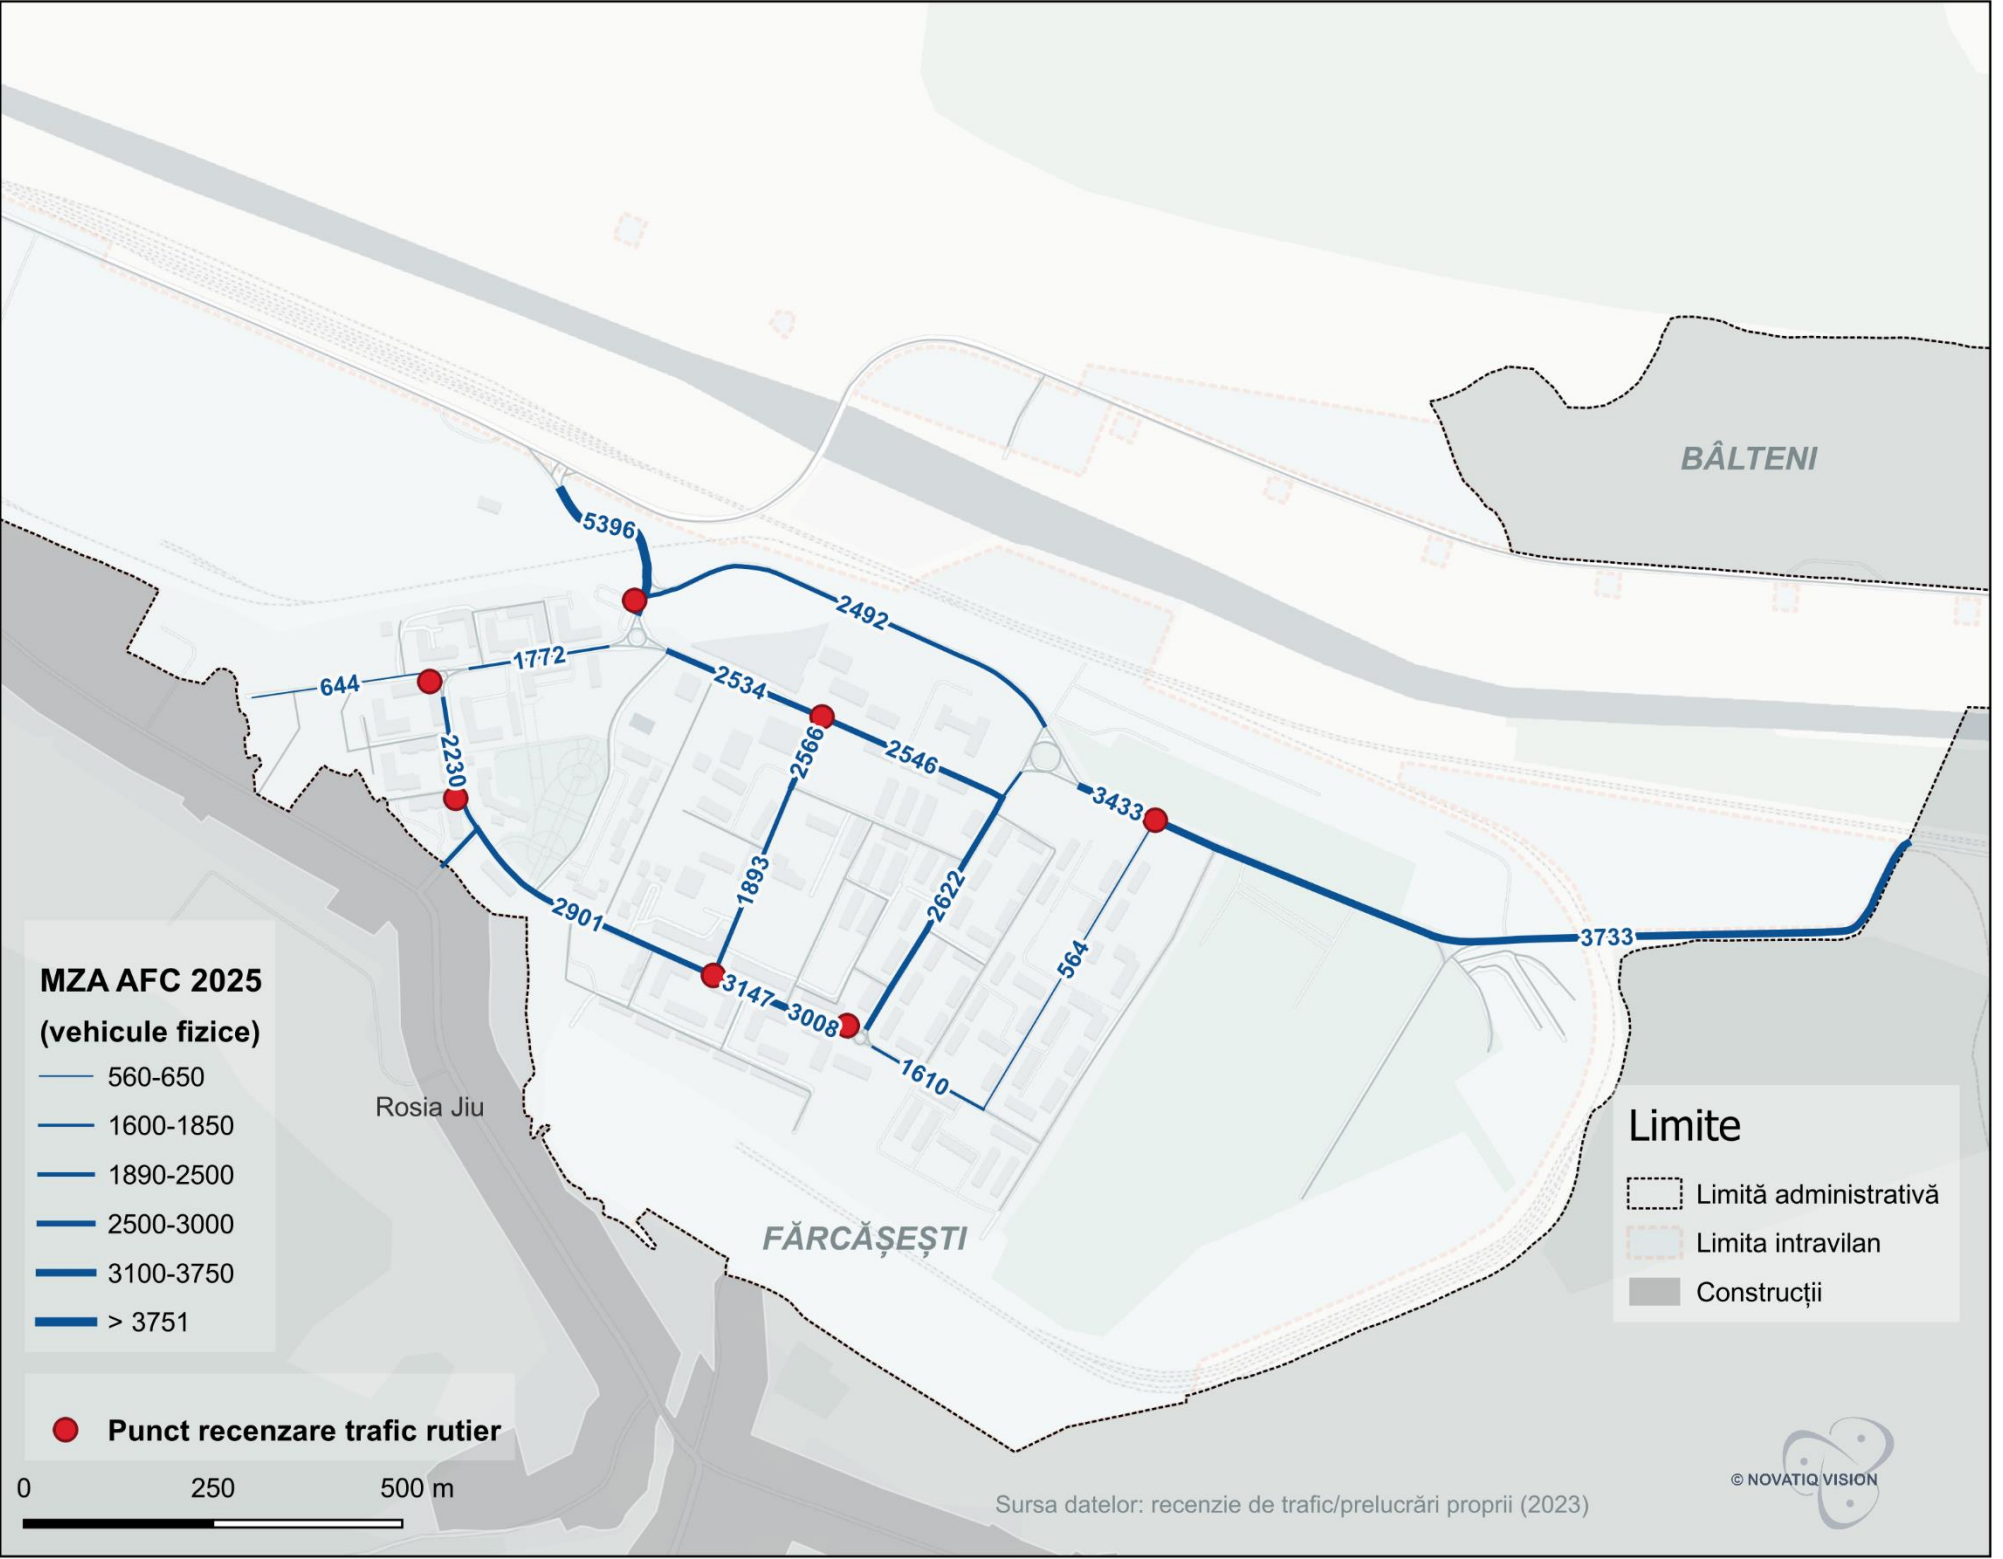 BÂLTENI
5396
2492
1772
644
2534
2566
2546
2230
3433
1893
2622
2901
564
3733
3147
3008
1610
MZA AFC 2025
(vehicule fizice)
560-650
1600-1850
1890-2500
2500-3000
3100-3750
> 3751
Rosia Jiu
FĂRCĂȘEȘTI
Limite
Limită administrativă
Limita intravilan
Construcții
Punct recenzare trafic rutier
0 250 500 m
Sursa datelor: recenzie de trafic/prelucrări proprii (2023)
© NOVATIQ VISION